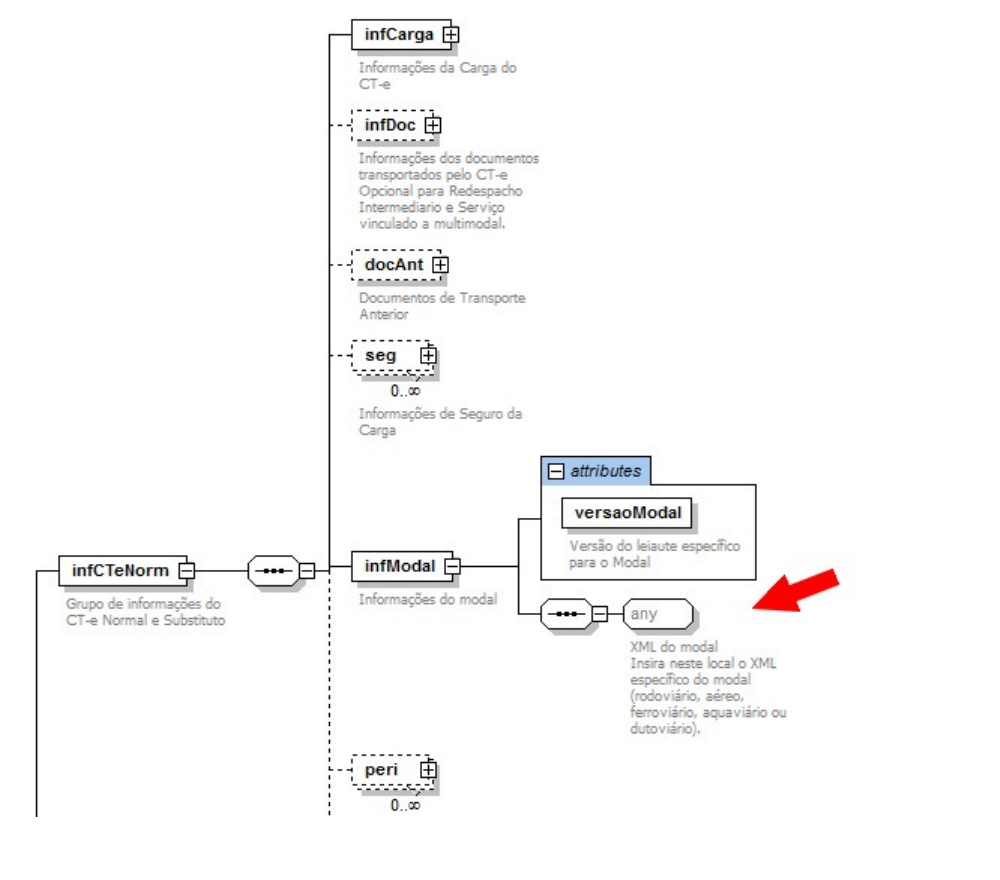 infCarga
Informações da Carga do
CT-e
infDoc
Informações dos documentos
transportados pelo CT-e
Opcional para Redespacho
Intermediario e Serviço
vinculado a multimodal.
docAnt
Documentos de Transporte
Anterior
seg
0..∞
Informações de Seguro da
Carga
attributes
versaoModal
Versão do leiaute específico
para o Modal
infCTeNorm
Grupo de informações do
CT-e Normal e Substituto
infModal
Informações do modal
any
XML do modal
Insira neste local o XML
específico do modal
(rodoviário, aéreo,
ferroviário, aquaviário ou
dutoviário).
peri
0..∞